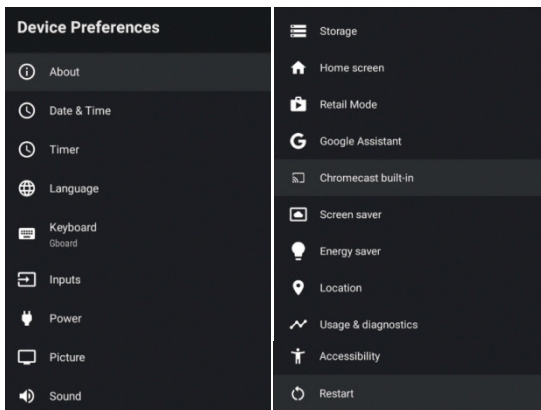 Device Preferences
About
Date & Time
Timer
Language
Keyboard
Gboard
Inputs
Power
Picture
Sound
Storage
Home screen
Retail Mode
Google Assistant
Chromecast built-in
Screen saver
Energy saver
Location
Usage & diagnostics
Accessibility
Restart